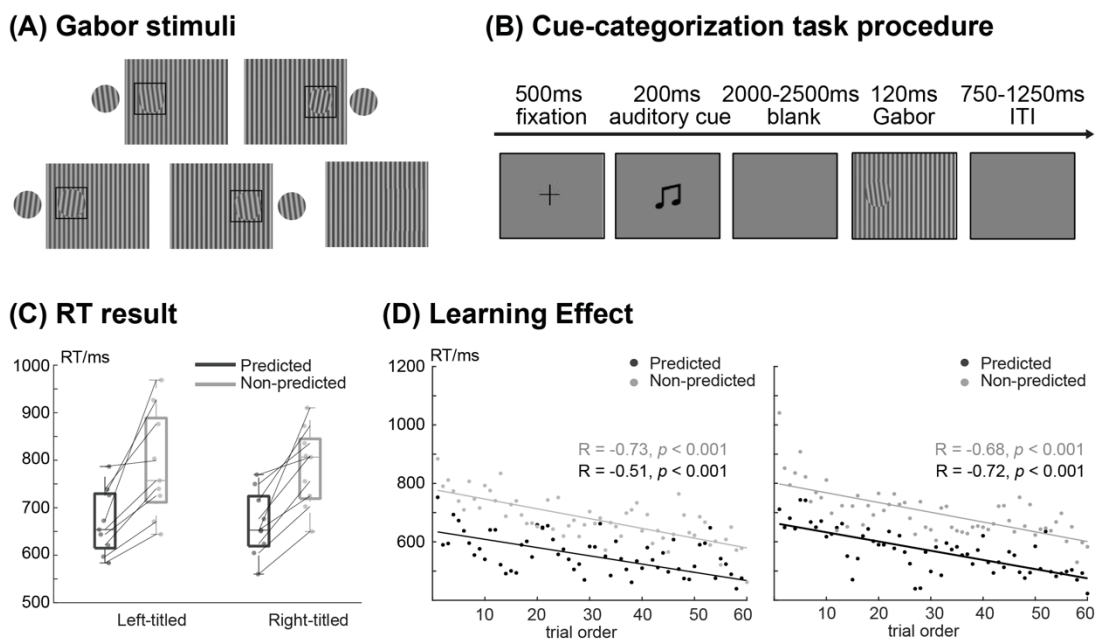 (A) Gabor stimuli
(B) Cue-categorization task procedure
500ms 200ms 2000-2500ms 120ms 750-1250ms
fixation auditory cue blank Gabor ITI
(C) RT result
RT/ms
Predicted
Non-predicted
1000
900
800
700
600
500
Left-titled Right-titled
(D) Learning Effect
RT/ms
1200
1000
800
600
Predicted
Non-predicted
R = -0.73, p < 0.001
R = -0.51, p < 0.001
10 20 30 40 50 60
trial order
Predicted
Non-predicted
R = -0.68, p < 0.001
R = -0.72, p < 0.001
10 20 30 40 50 60
trial order
400